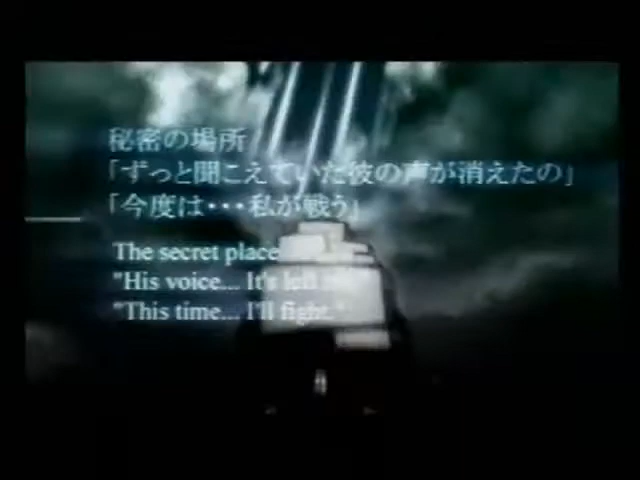 秘密の場所
「ずっと聞こえていた彼の声が消えたの」
「今度は・・・私が戦う」
The secret place
"His voice... It's left
"This time... I'll fight."